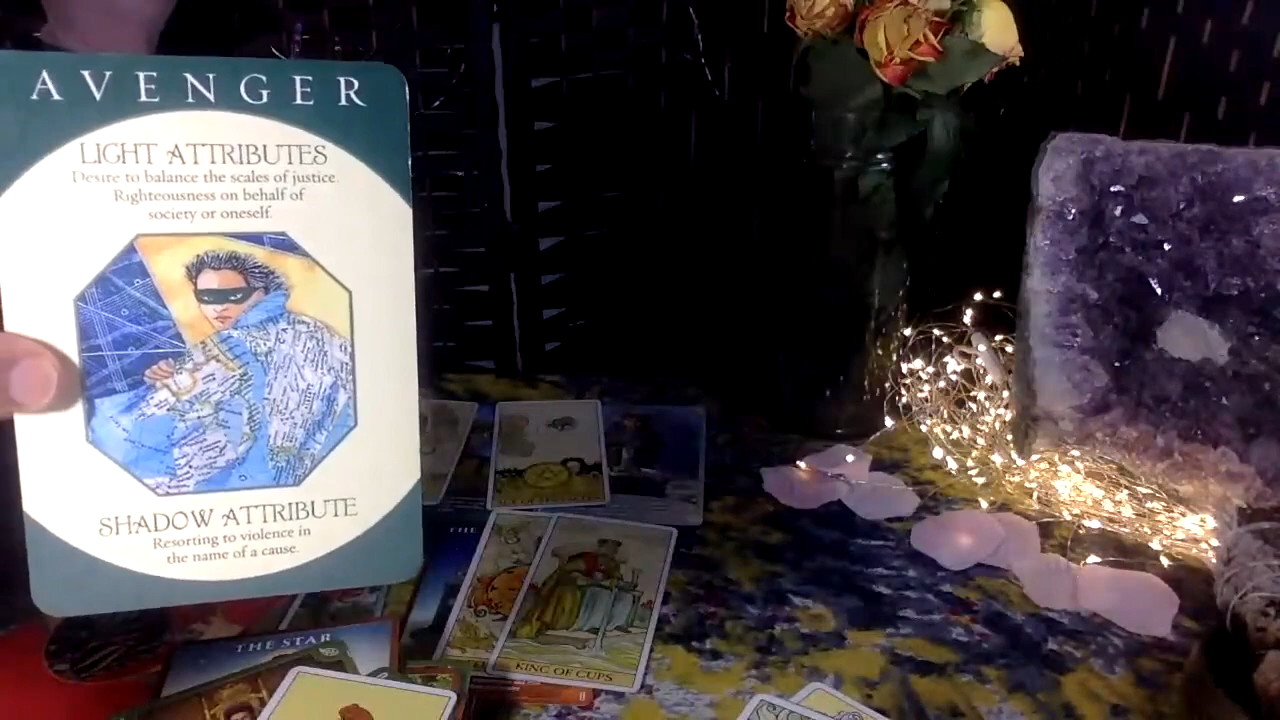 AVENGER
LIGHT ATTRIBUTES
Desire to balance the scales of justice.
Righteousness on behalf of
society or oneself.
SHADOW ATTRIBUTE
Resorting to violence in
the name of a cause.
THE
THE STAR
KING OF CUPS